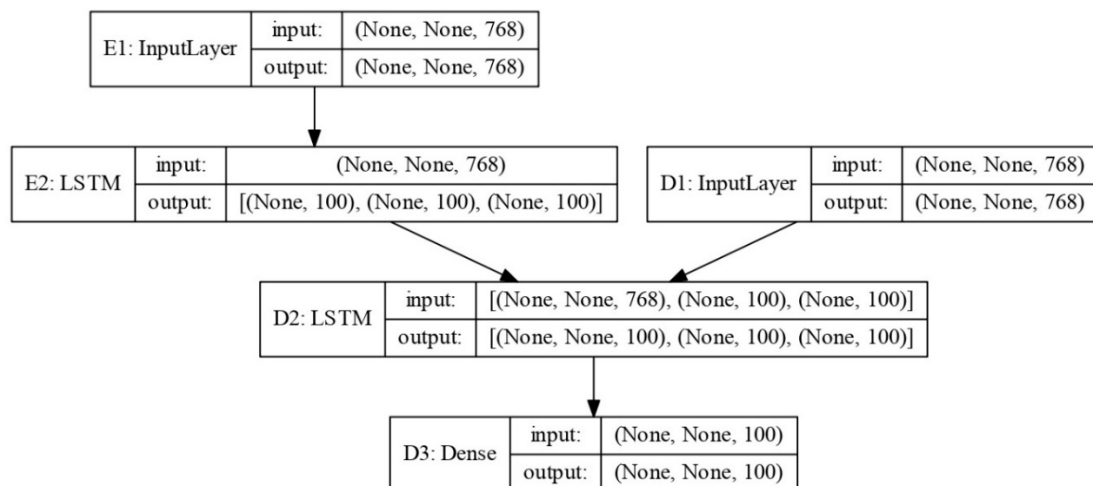 E1: InputLayer input: (None, None, 768)
output: (None, None, 768)
E2: LSTM input: (None, None, 768)
output: [(None, 100), (None, 100), (None, 100)]
D1: InputLayer input: (None, None, 768)
output: (None, None, 768)
D2: LSTM input: [(None, None, 768), (None, 100), (None, 100)]
output: [(None, None, 100), (None, 100), (None, 100)]
D3: Dense input: (None, None, 100)
output: (None, None, 100)